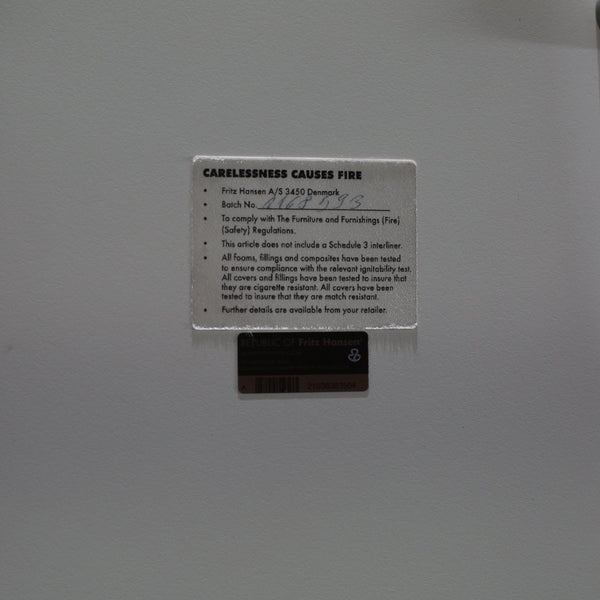 CARELESSNESS CAUSES FIRE
• Fritz Hansen A/S 3450 Denmark
• Batch No.
• To comply with The Furniture and Furnishings (Fire)
(Safety) Regulations.
• This article does not include a Schedule 3 interliner.
• All foams, fillings and composites have been tested
to ensure compliance with the relevant ignitability test.
All covers and fillings have been tested to insure that
they are cigarette resistant. All covers have been
tested to insure that they are match resistant.
• Further details are available from your retailer.
REPUBLIC OF Fritz Hansen®